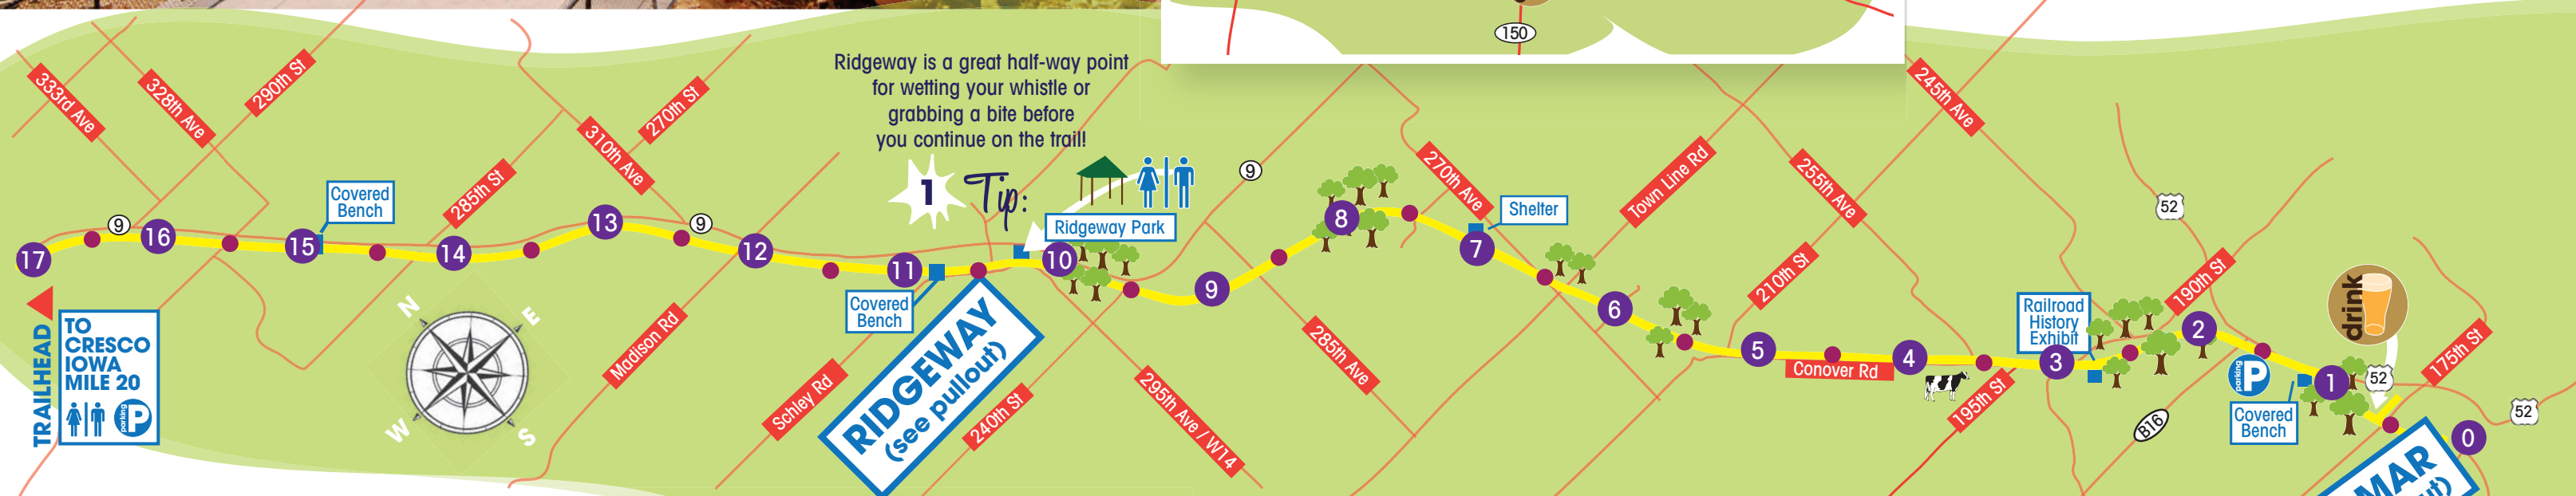 150
Ridgeway is a great half-way point
for wetting your whistle or
grabbing a bite before
you continue on the trail!
1 Tip:
333rd Ave
328th Ave
290th St
310th Ave
270th St
285th St
Covered
Bench
9
9
9
Ridgeway Park
270th Ave
Shelter
Town Line Rd
255th Ave
245th Ave
52
210th St
190th St
Railroad
History
Exhibit
drink
17
16
15
14
13
12
11
10
9
8
7
6
5
4
3
2
1
0
TRAILHEAD
TO
CRESCO
IOWA
MILE 20
parking
P
N
E
W
S
Madison Rd
Covered
Bench
Schley Rd
RIDGEWAY
(see pullout)
240th St
295th Ave / W14
285th Ave
Conover Rd
195th St
B16
parking
P
Covered
Bench
52
175th St
52
MAR